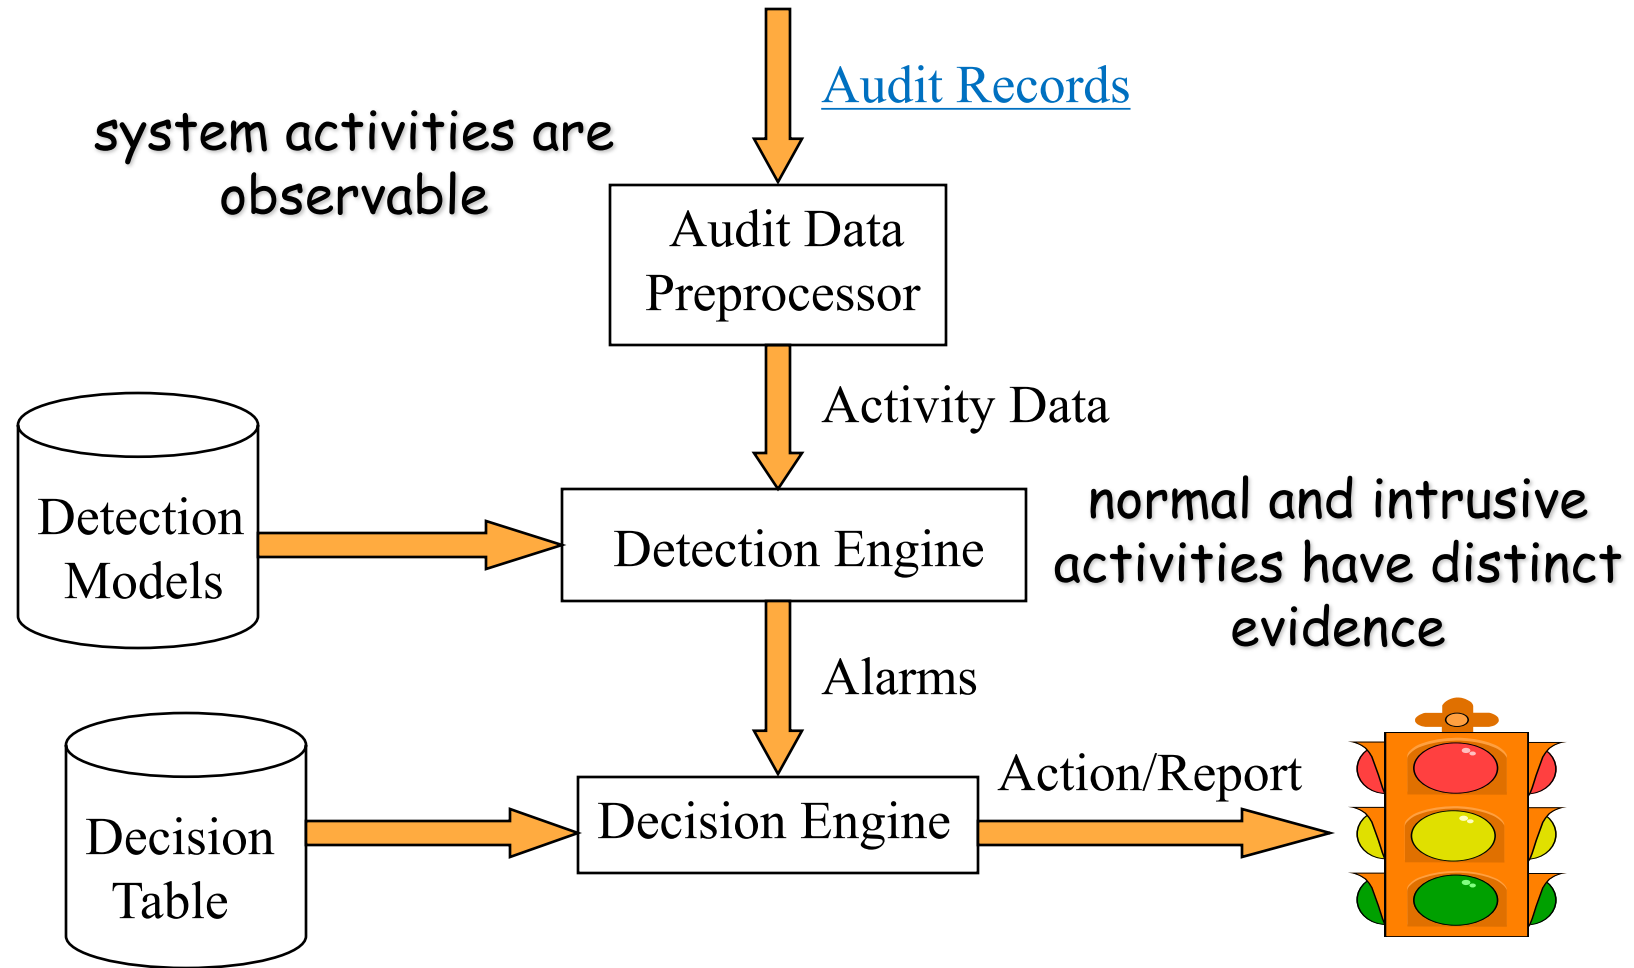 Audit Records
system activities are
observable
Audit Data
Preprocessor
Activity Data
Detection
Models
Detection Engine
normal and intrusive
activities have distinct
evidence
Alarms
Action/Report
Decision
Table
Decision Engine